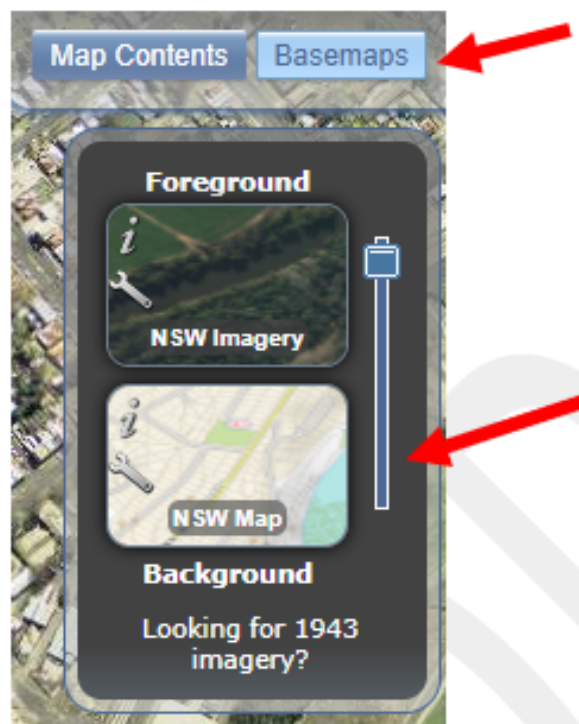 Map Contents Basemaps
Foreground
NSW Imagery
NSW Map
Background
Looking for 1943
imagery?